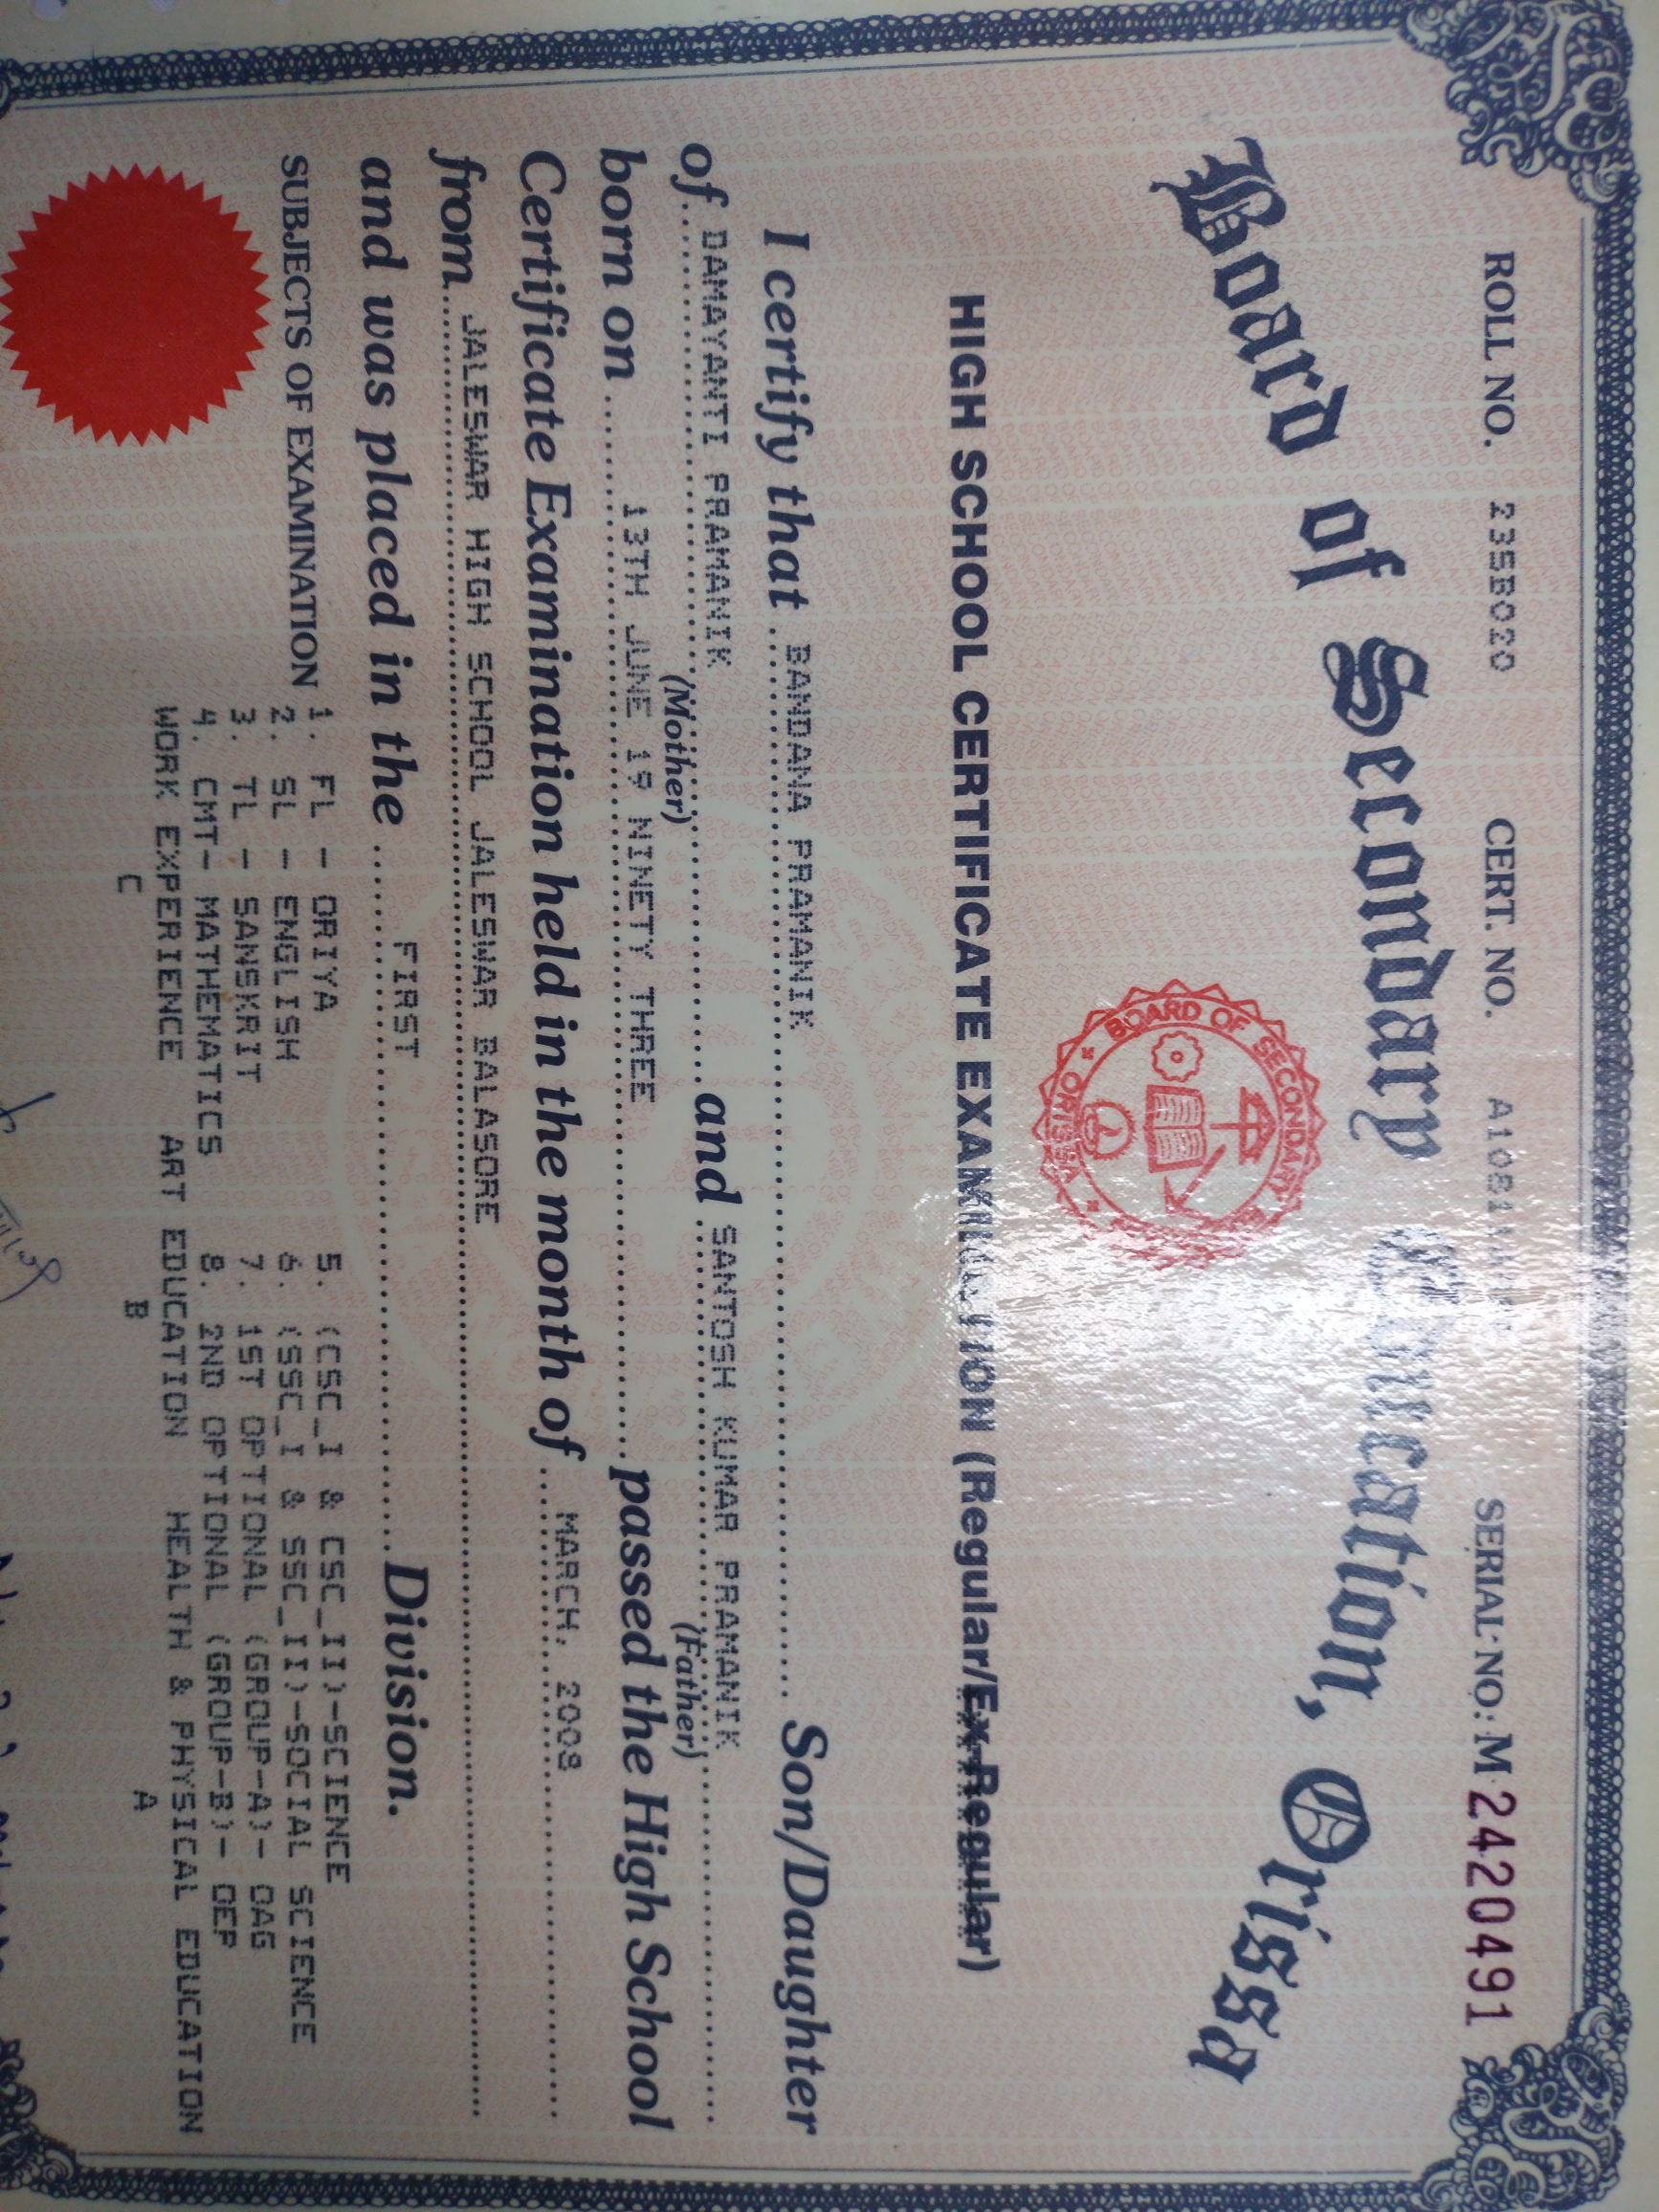 ROLL NO. 235B020 CERT. NO. SERIAL NO: M 2420491
Board of Secondary Education, Orissa
BOARD OF SECONDARY
ORISSA
HIGH SCHOOL CERTIFICATE EXAMINATION (Regular/Ex-Regular)
I certify that BANDANA PRAMANIK Son/Daughter
of DAMAYANTI PRAMANIK and SANTOSH KUMAR PRAMANIK
(Mother) (Father)
born on 13TH JUNE 19 NINETY THREE passed the High School
Certificate Examination held in the month of MARCH, 2008
from JALESWAR HIGH SCHOOL JALESWAR BALASORE
and was placed in the FIRST Division.
SUBJECTS OF EXAMINATION 1. FL - ORIYA 5. (CSC_I & CSC_II)-SCIENCE
2. SL - ENGLISH 6. (SSC_I & SSC_II)-SOCIAL SCIENCE
3. TL - SANSKRIT 7. 1ST OPTIONAL (GROUP-A)- OAG
4. CMT- MATHEMATICS 8. 2ND OPTIONAL (GROUP-B)- OEP
WORK EXPERIENCE ART EDUCATION HEALTH & PHYSICAL EDUCATION
C B A